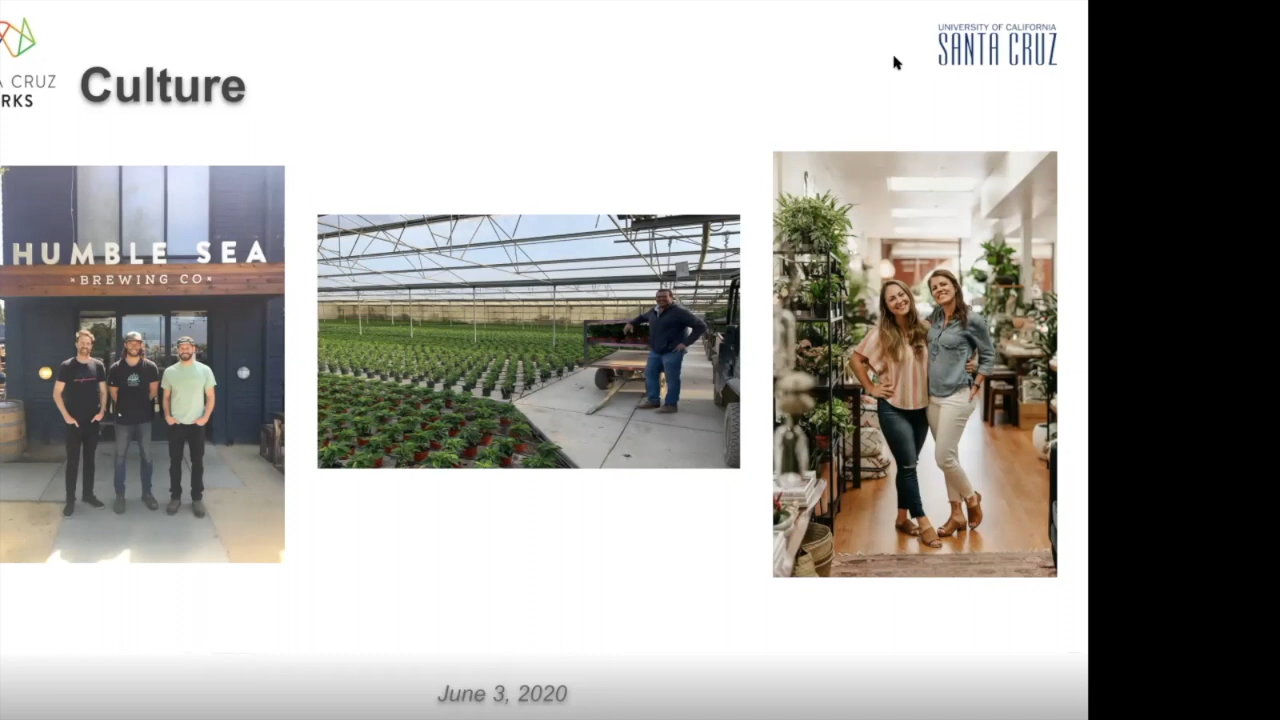 A CRUZ
RKS
Culture
UNIVERSITY OF CALIFORNIA
SANTA CRUZ
HUMBLE SEA
•BREWING CO•
June 3, 2020